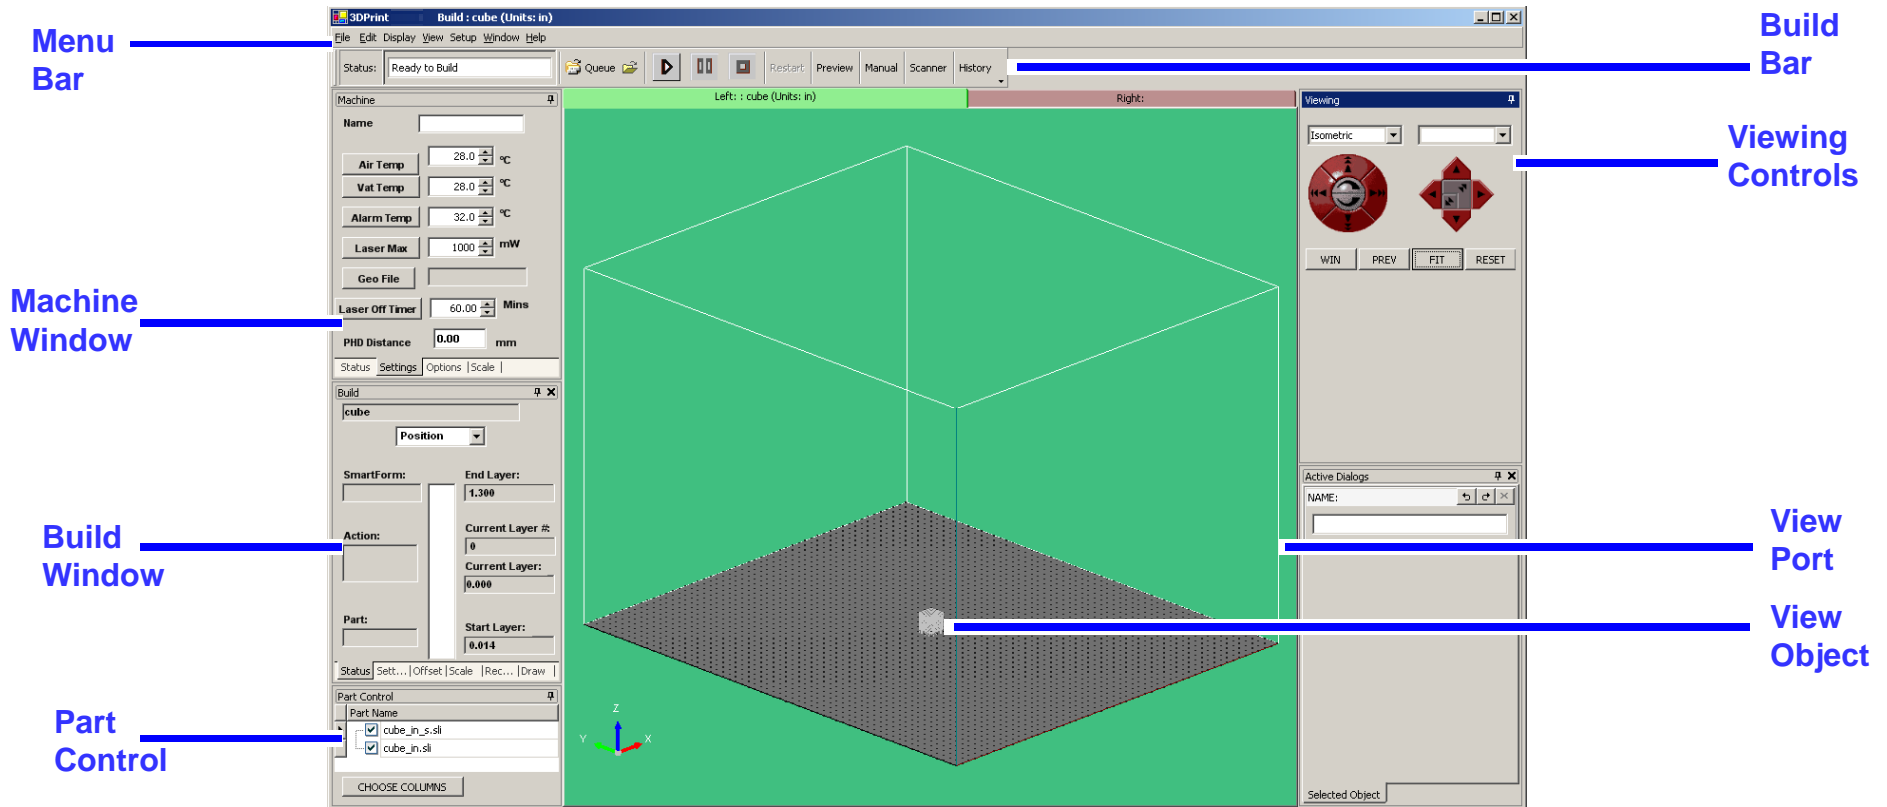 3DPrint Build : cube (Units: in)
File Edit Display View Setup Window Help
Status: Ready to Build Queue Restart Preview Manual Scanner History
Menu
Bar
Build
Bar
Machine
Name
Air Temp 28.0 °C
Vat Temp 28.0 °C
Alarm Temp 32.0 °C
Laser Max 1000 mW
Geo File
Laser Off Timer 60.00 Mins
PHD Distance 0.00 mm
Status Settings Options Scale
Machine
Window
Build
cube
Position
SmartForm:
End Layer:
1.300
Action:
Current Layer #:
0
Current Layer:
0.000
Part:
Start Layer:
0.014
Status Sett... Offset Scale Rec... Draw
Build
Window
Part Control
Part Name
cube_in_s.sli
cube_in.sli
CHOOSE COLUMNS
Part
Control
Left: : cube (Units: in) Right:
Z
Y X
Viewing
Isometric
WIN PREV FIT RESET
Viewing
Controls
Active Dialogs
NAME:
Selected Object
View
Port
View
Object